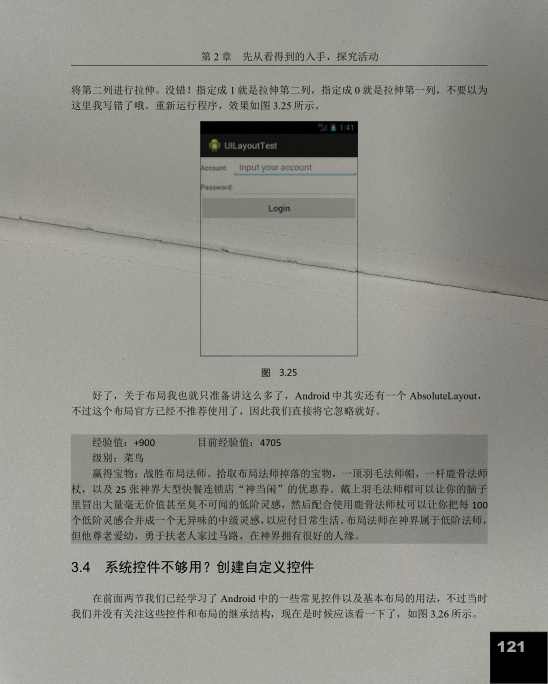 第 2 章 先从看得到的入手，探究活动
将第二列进行拉伸。没错！指定成 1 就是拉伸第二列，指定成 0 就是拉伸第一列，不要以为
这里我写错了哦。重新运行程序，效果如图 3.25 所示。
1:41
UILayoutTest
Account: Input your account
Password:
Login
图 3.25
好了，关于布局我也就只准备讲这么多了，Android 中其实还有一个 AbsoluteLayout，
不过这个布局官方已经不推荐使用了，因此我们直接将它忽略就好。
经验值：+900 目前经验值：4705
级别：菜鸟
赢得宝物：战胜布局法师。拾取布局法师掉落的宝物，一顶羽毛法师帽，一杆鹿骨法师
杖，以及 25 张神界大型快餐连锁店“神当闲”的优惠券。戴上羽毛法师帽可以让你的脑子
里冒出大量毫无价值甚至臭不可闻的低阶灵感，然后配合使用鹿骨法师杖可以让你把每 100
个低阶灵感合并成一个无异味的中级灵感，以应付日常生活。布局法师在神界属于低阶法师，
但他尊老爱幼，勇于扶老人家过马路，在神界拥有很好的人缘。
3.4 系统控件不够用？创建自定义控件
在前面两节我们已经学习了 Android 中的一些常见控件以及基本布局的用法，不过当时
我们并没有关注这些控件和布局的继承结构，现在是时候应该看一下了，如图 3.26 所示。
121